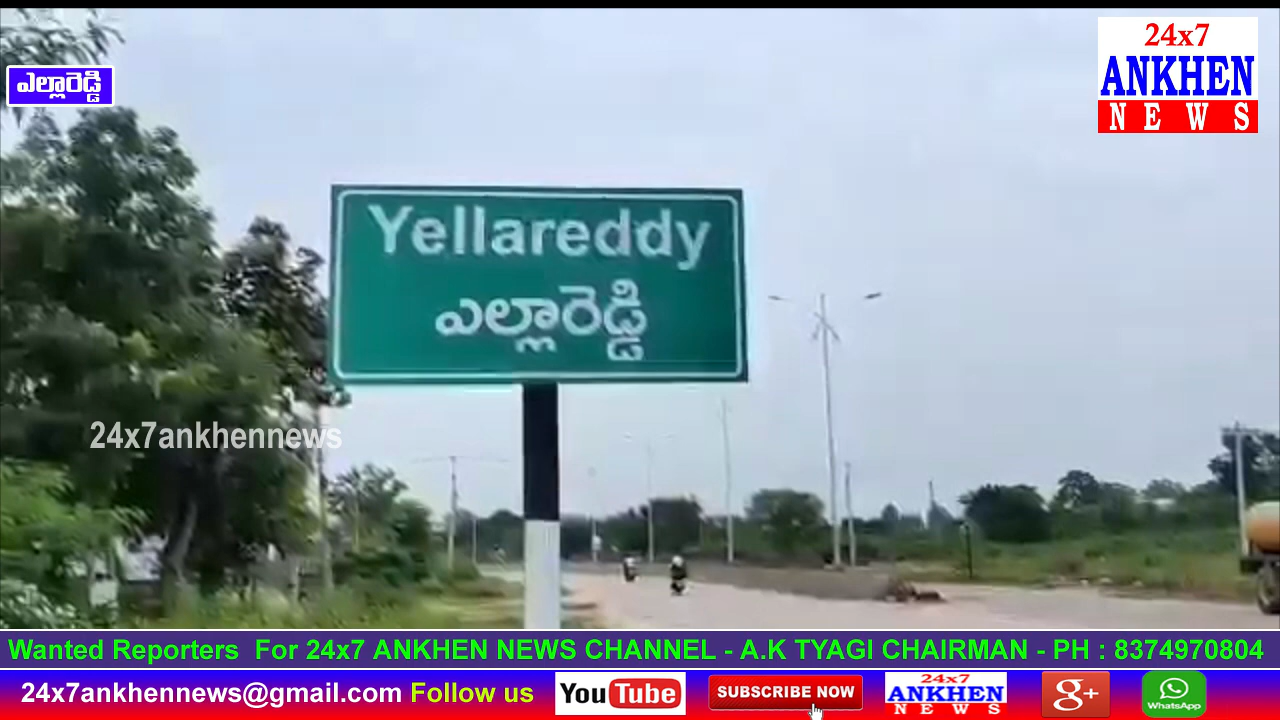 24x7
ANKHEN
NEWS
ఎల్లారెడ్డి
Yellareddy
ఎల్లారెడ్డి
24x7ankhennews
Wanted Reporters For 24x7 ANKHEN NEWS CHANNEL - A.K TYAGI CHAIRMAN - PH : 8374970804
24x7ankhennews@gmail.com Follow us YouTube SUBSCRIBE NOW 24x7 ANKHEN NEWS g+ WhatsApp